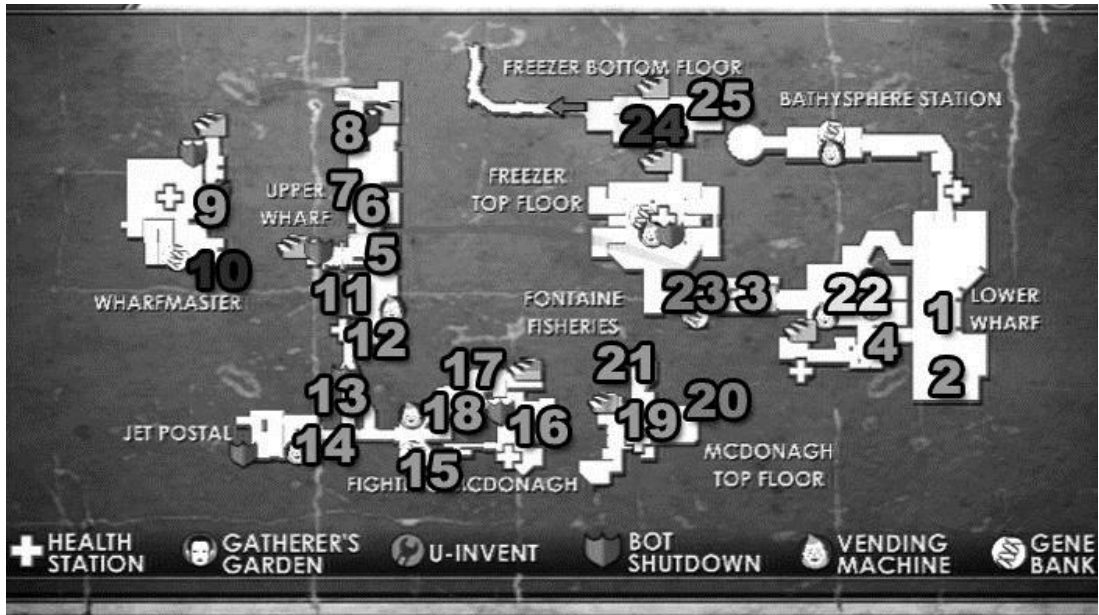 FREEZER BOTTOM FLOOR
25
24
BATHYSPHERE STATION
8
7
6
UPPER
WHARF
FREEZER
TOP FLOOR
9
10
WHARFMASTER
5
11
12
FONTAINE
FISHERIES
23
3
22
4
1
2
LOWER
WHARF
13
14
JET POSTAL
17
18
16
15
21
19
20
MCDONAGH
TOP FLOOR
HEALTH
STATION
GATHERER'S
GARDEN
U-INVENT
BOT
SHUTDOWN
VENDING
MACHINE
GENE
BANK